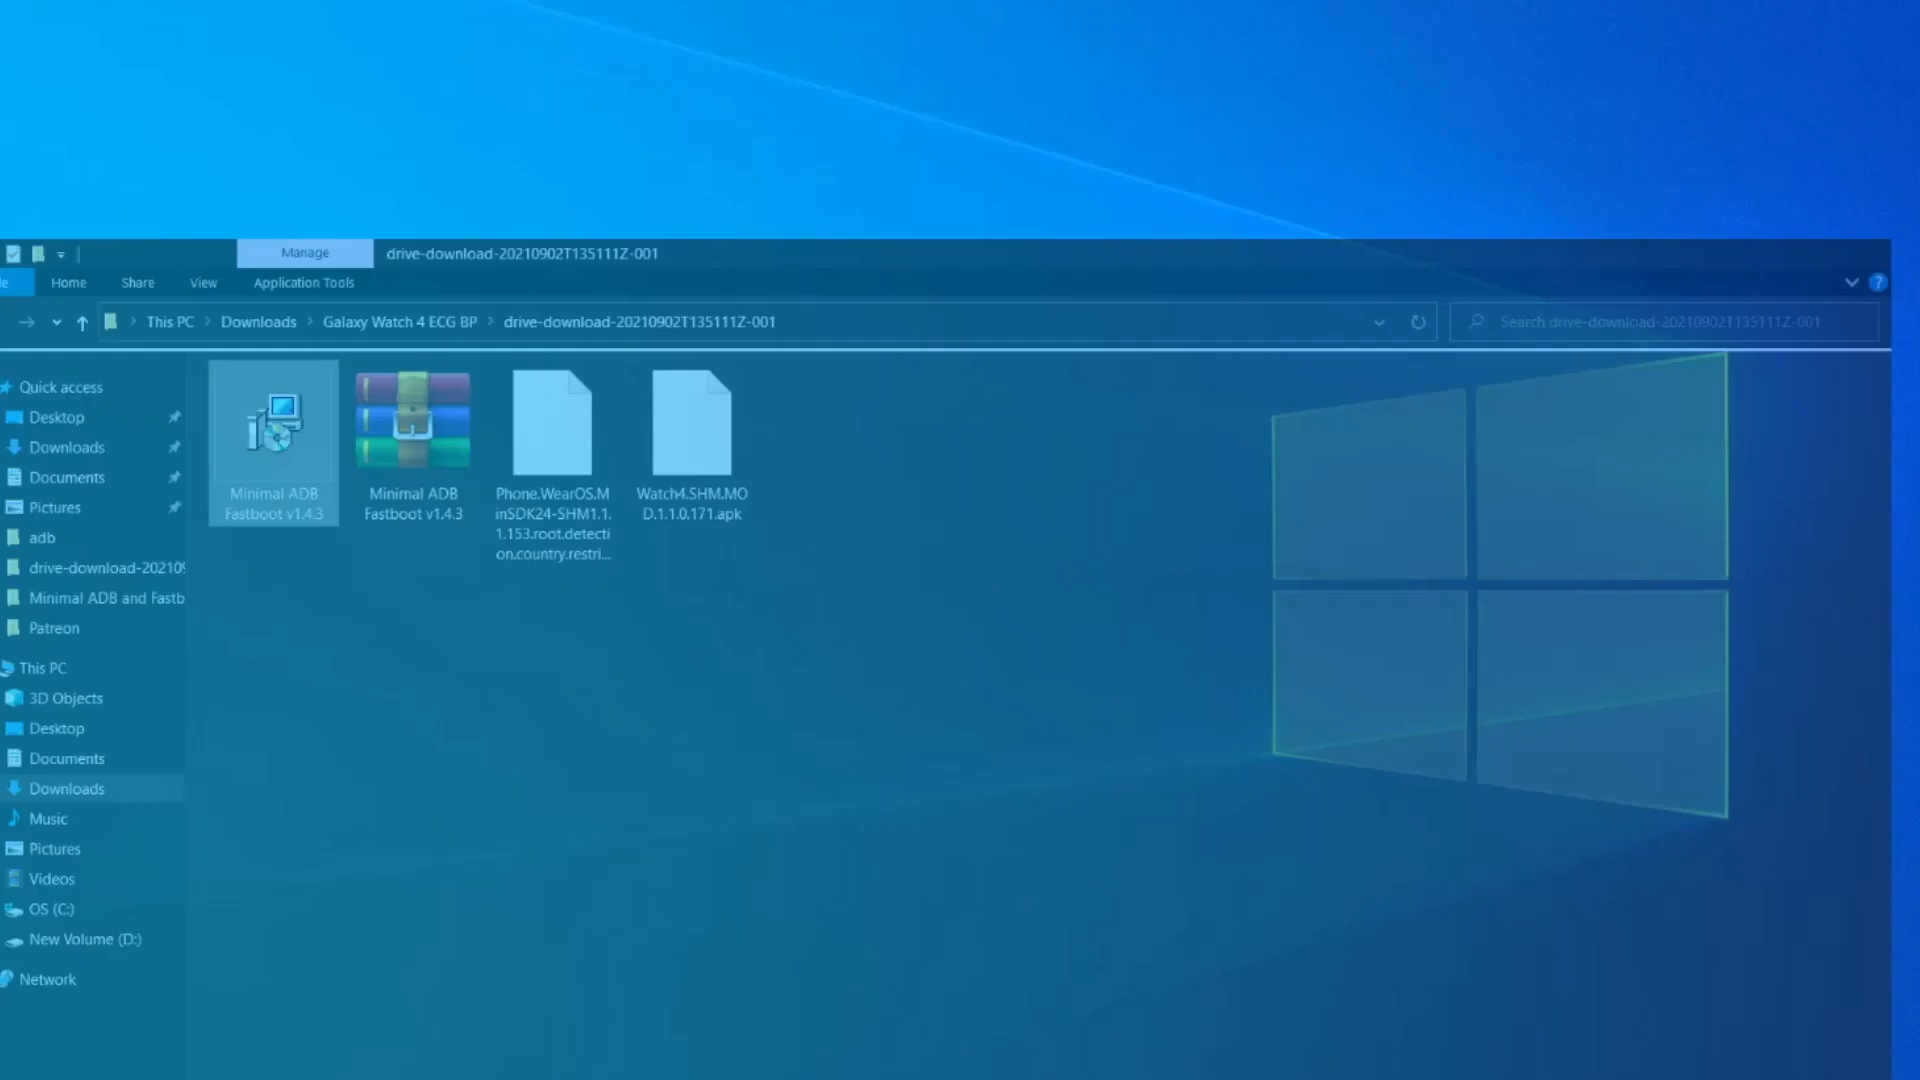 Manage
drive-download-20210902T135111Z-001
le
Home
Share
View
Application Tools
?
This PC
Downloads
Galaxy Watch 4 ECG BP
drive-download-20210902T135111Z-001
Search drive-download-20210902T135111Z-001
Quick access
Desktop
Downloads
Documents
Pictures
adb
drive-download-202109
Minimal ADB and Fastb
Patreon
This PC
3D Objects
Desktop
Documents
Downloads
Music
Pictures
Videos
OS (C:)
New Volume (D:)
Network
Minimal ADB
Fastboot v1.4.3
Minimal ADB
Fastboot v1.4.3
Phone.WearOS.M
inSDK24-SHM1.1.
1.153.root.detecti
on.country.restri...
Watch4.SHM.MO
D.1.1.0.171.apk